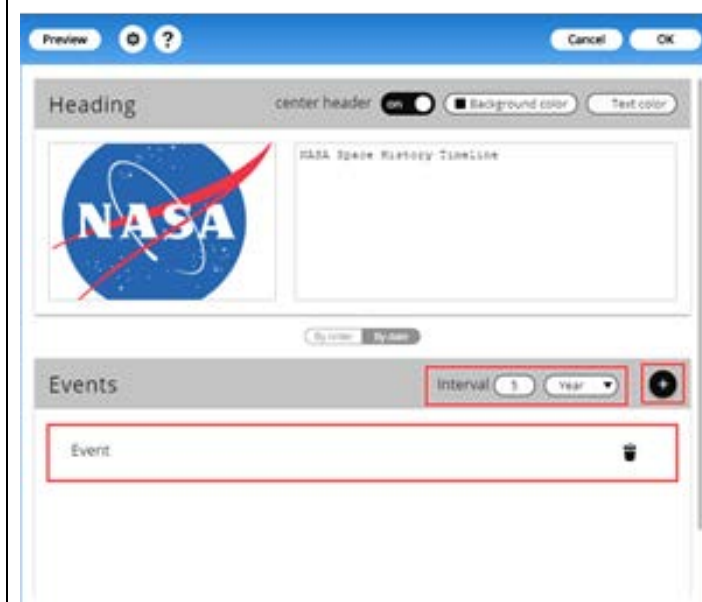 Preview ? Cancel OK
Heading center header on Background color Text color
NASA
NASA Space History Timeline
By order By date
Events Interval 5 Year +
Event